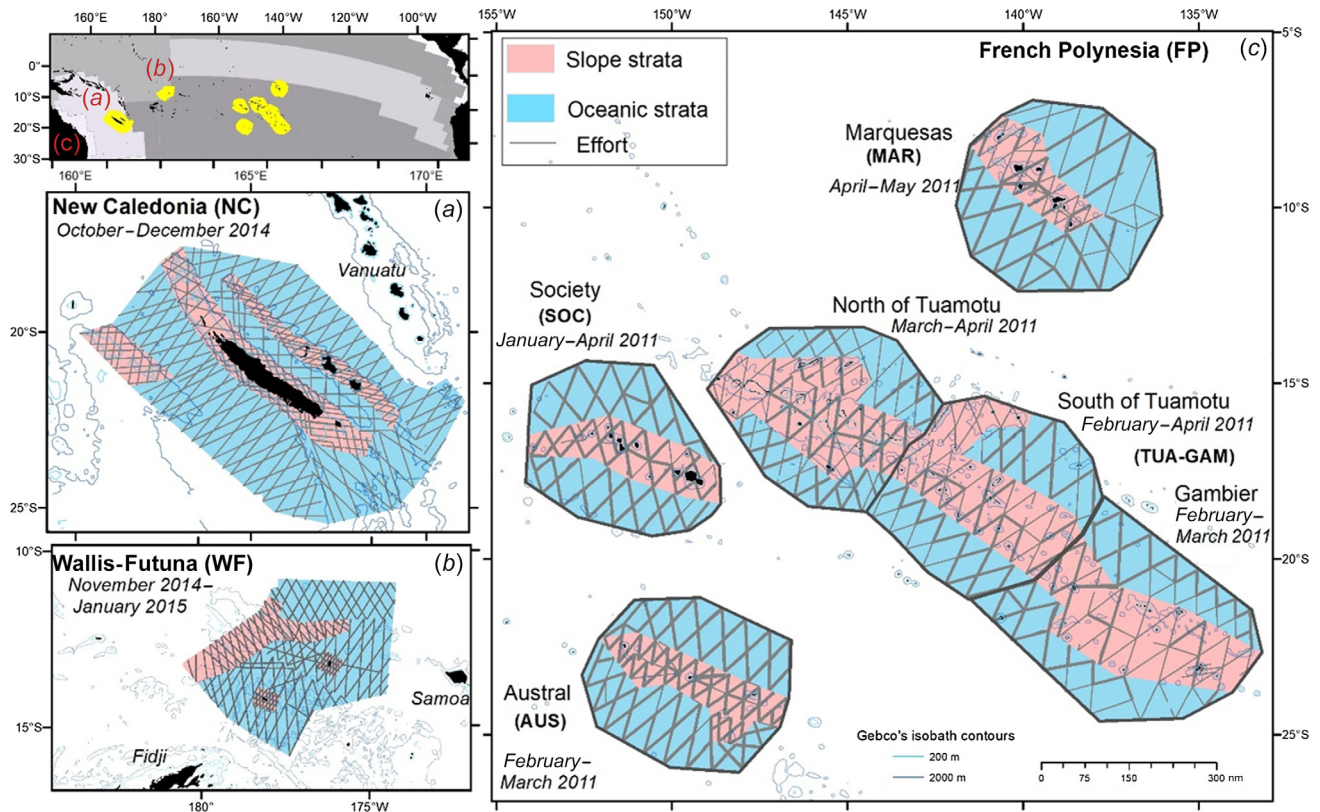 160°E 180° 160°W 140°W 120°W 100°W
0°
10°S
20°S
30°S
(a)
(b)
(c)
160°E 165°E 170°E
New Caledonia (NC) (a)
October–December 2014
Vanuatu
20°S
25°S
10°S
15°S
Wallis-Futuna (WF) (b)
November 2014–
January 2015
Samoa
Fidji
180° 175°W
155°W 150°W 145°W 140°W 135°W
5°S
10°S
15°S
20°S
25°S
Slope strata
Oceanic strata
Effort
French Polynesia (FP) (c)
Marquesas
(MAR)
April–May 2011
Society
(SOC)
January–April 2011
North of Tuamotu
March–April 2011
South of Tuamotu
February–April 2011
(TUA-GAM)
Gambier
February–
March 2011
Austral
(AUS)
February–
March 2011
Gebco's isobath contours
200 m
2000 m
0 75 150 300 nm